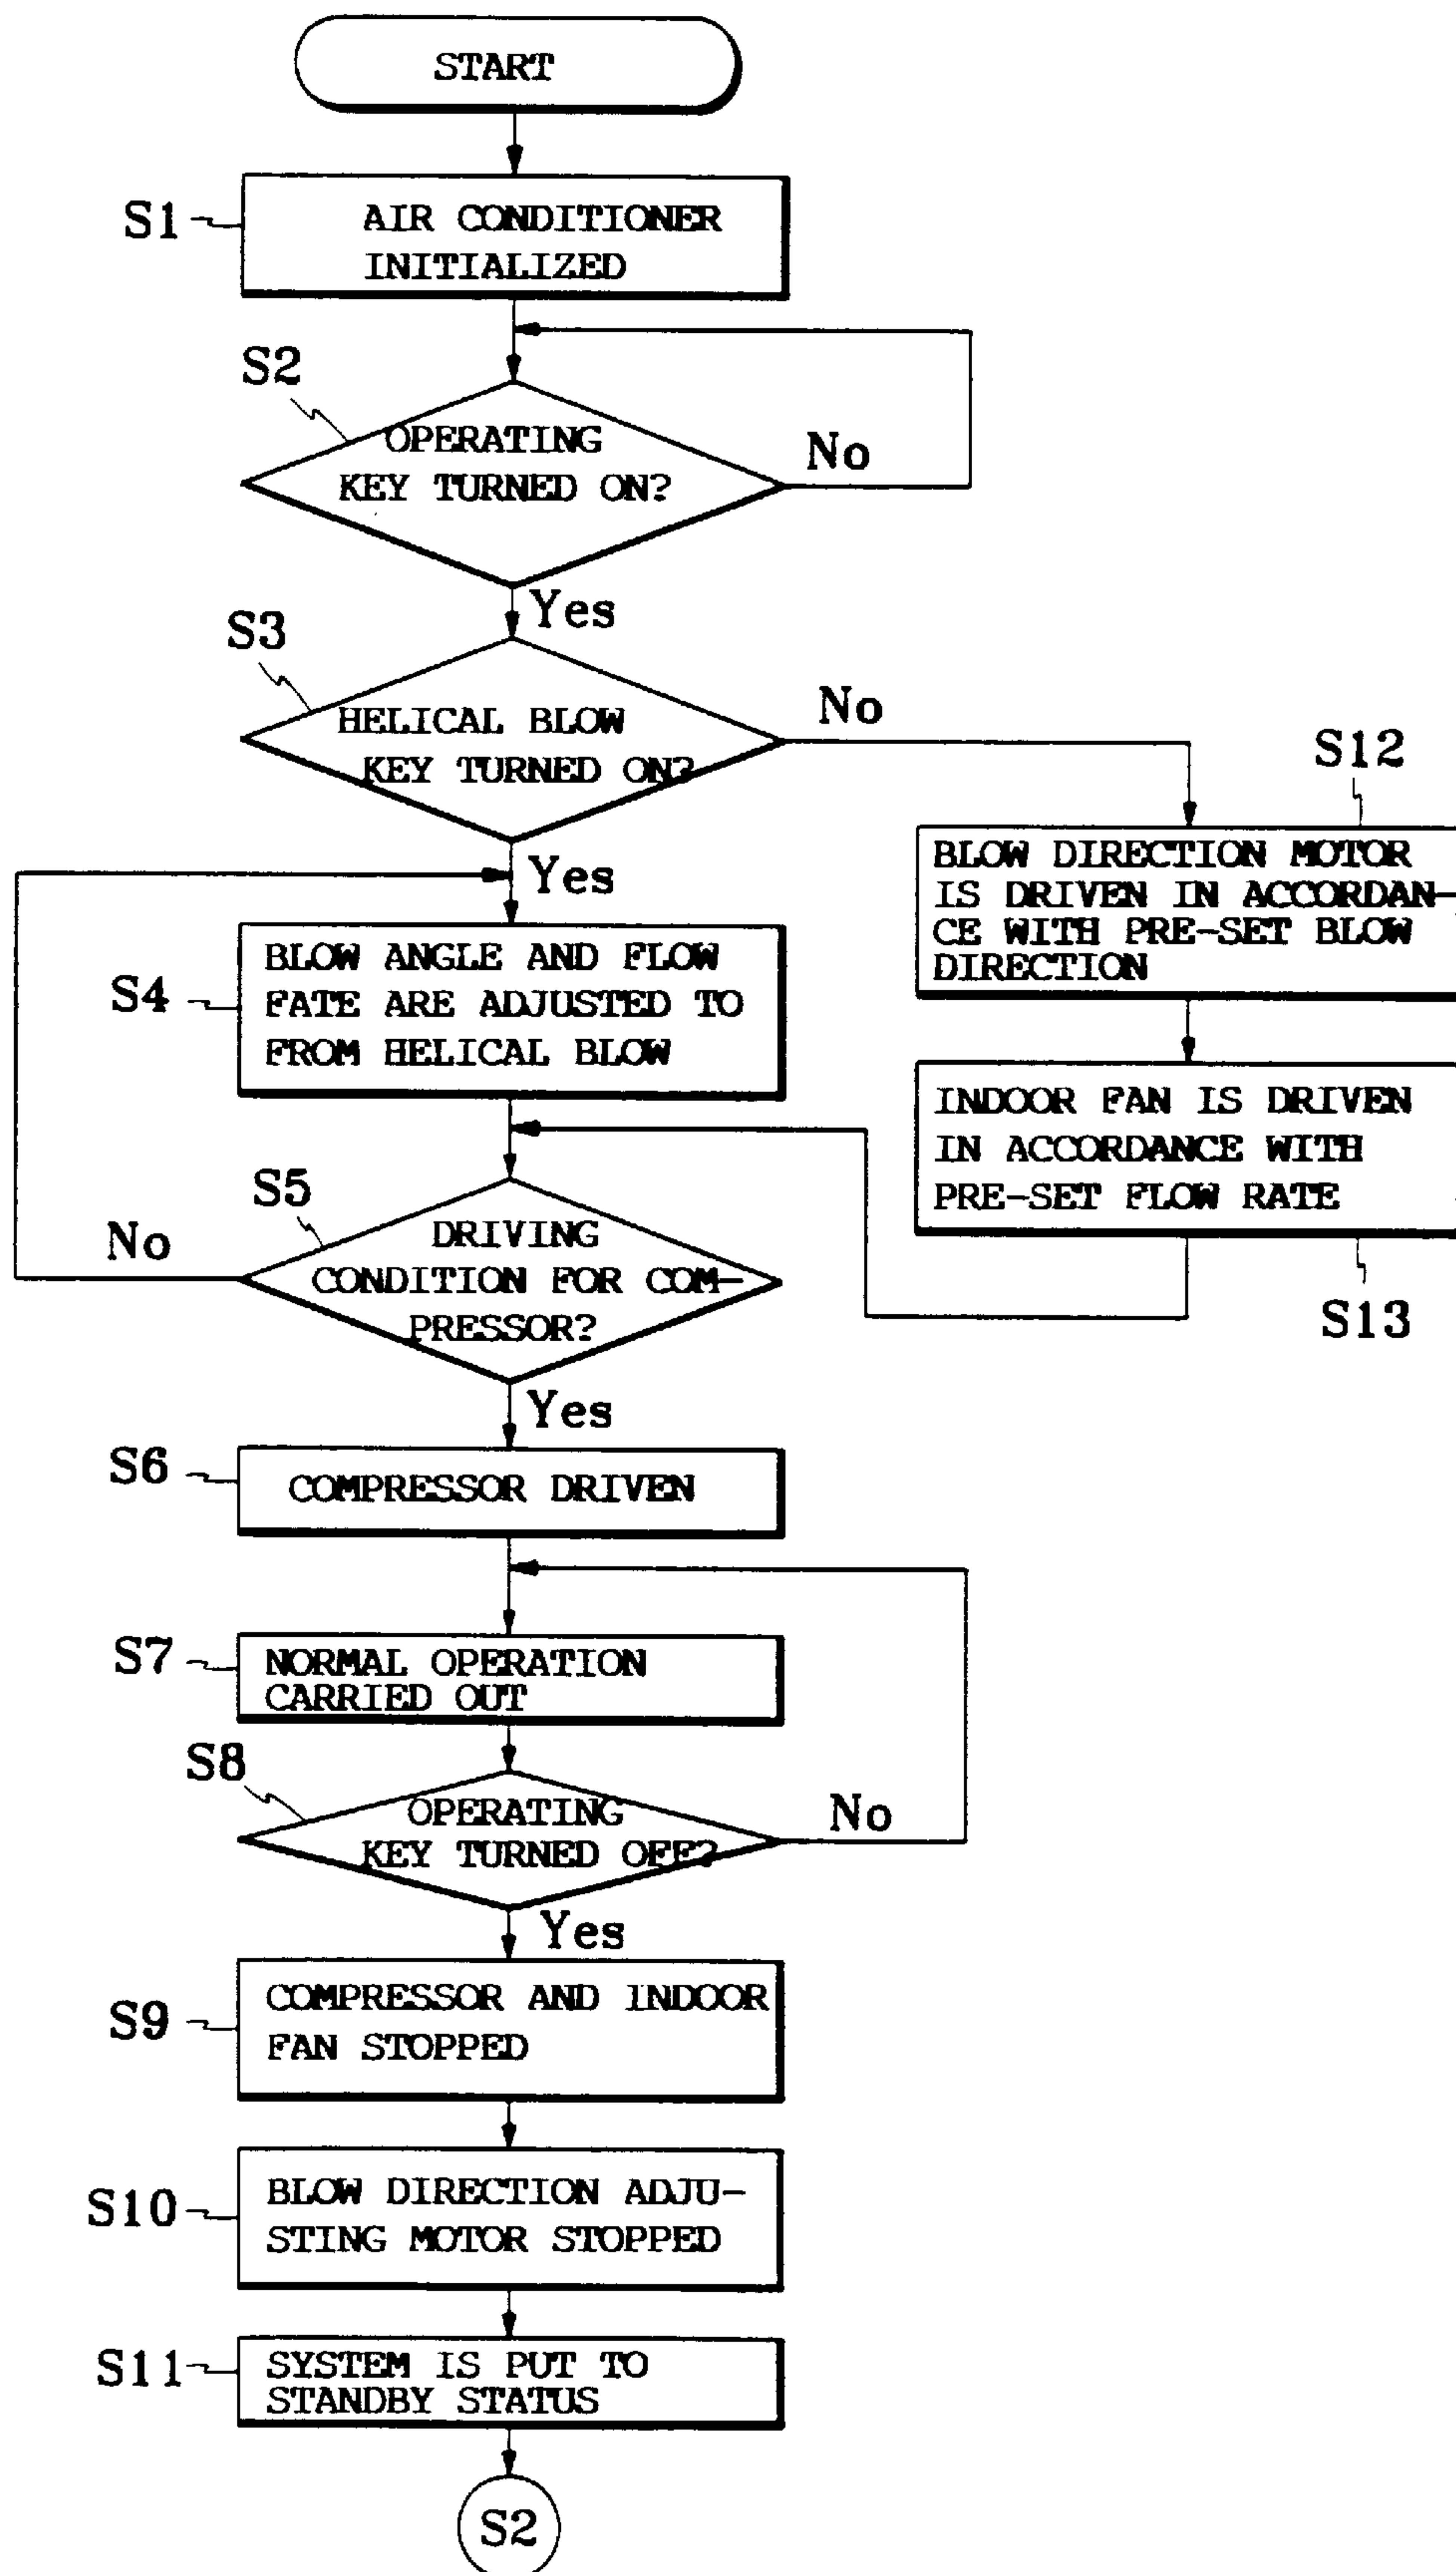 START
S1
AIR CONDITIONER
INITIALIZED
S2
OPERATING
KEY TURNED ON?
No
Yes
S3
HELICAL BLOW
KEY TURNED ON?
No
Yes
S12
BLOW DIRECTION MOTOR
IS DRIVEN IN ACCORDAN-
CE WITH PRE-SET BLOW
DIRECTION
S4
BLOW ANGLE AND FLOW
FATE ARE ADJUSTED TO
FROM HELICAL BLOW
INDOOR FAN IS DRIVEN
IN ACCORDANCE WITH
PRE-SET FLOW RATE
S13
S5
DRIVING
CONDITION FOR COM-
PRESSOR?
No
Yes
S6
COMPRESSOR DRIVEN
S7
NORMAL OPERATION
CARRIED OUT
S8
OPERATING
KEY TURNED OFF?
No
Yes
S9
COMPRESSOR AND INDOOR
FAN STOPPED
S10
BLOW DIRECTION ADJU-
STING MOTOR STOPPED
S11
SYSTEM IS PUT TO
STANDBY STATUS
S2